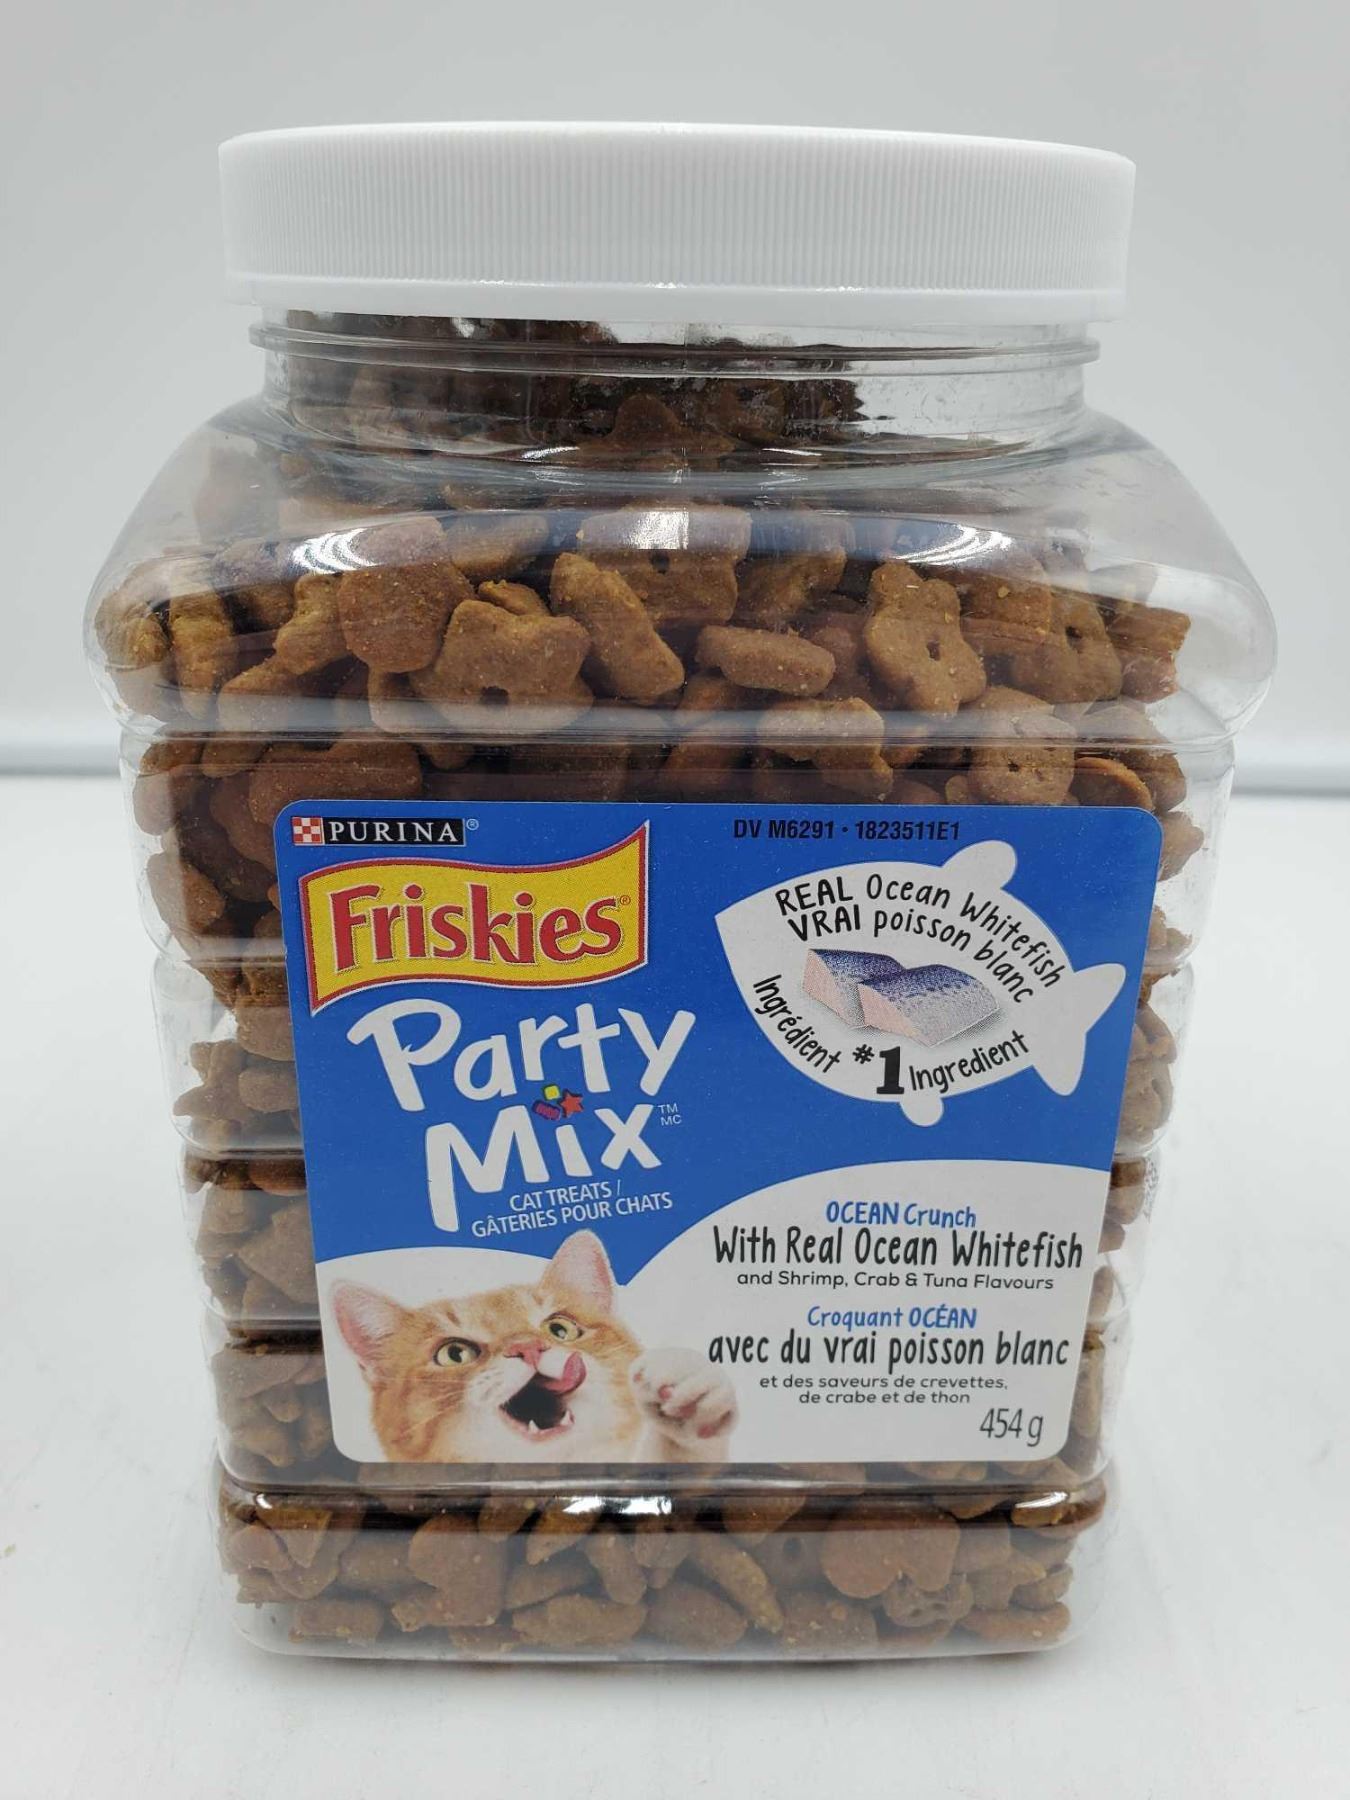 PURINA®
DV M6291 • 1823511E1
Friskies®
Party
Mix™
MC
CAT TREATS /
GÂTERIES POUR CHATS
REAL Ocean Whitefish
VRAI poisson blanc
Ingrédient #1 Ingredient
OCEAN Crunch
With Real Ocean Whitefish
and Shrimp, Crab & Tuna Flavours
Croquant OCÉAN
avec du vrai poisson blanc
et des saveurs de crevettes,
de crabe et de thon
454 g